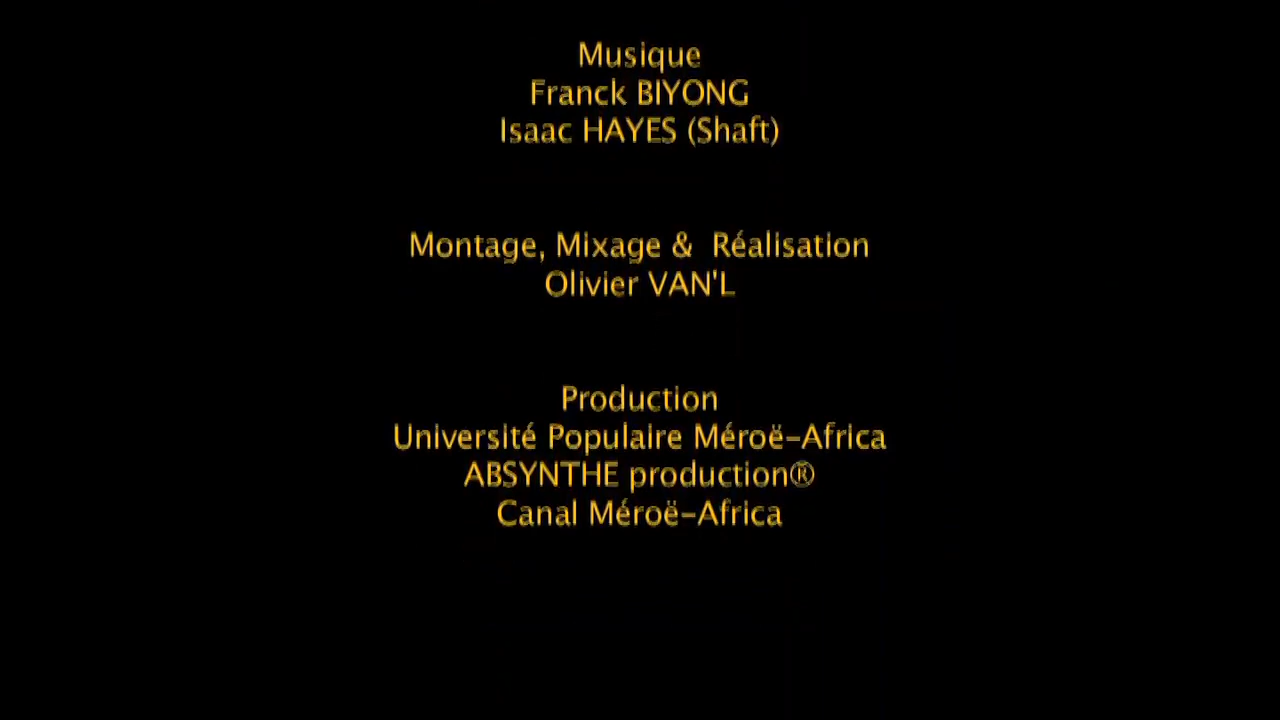 Musique
Franck BIYONG
Isaac HAYES (Shaft)
Montage, Mixage & Réalisation
Olivier VAN'L
Production
Université Populaire Méroë-Africa
ABSYNTHE production®
Canal Méroë-Africa